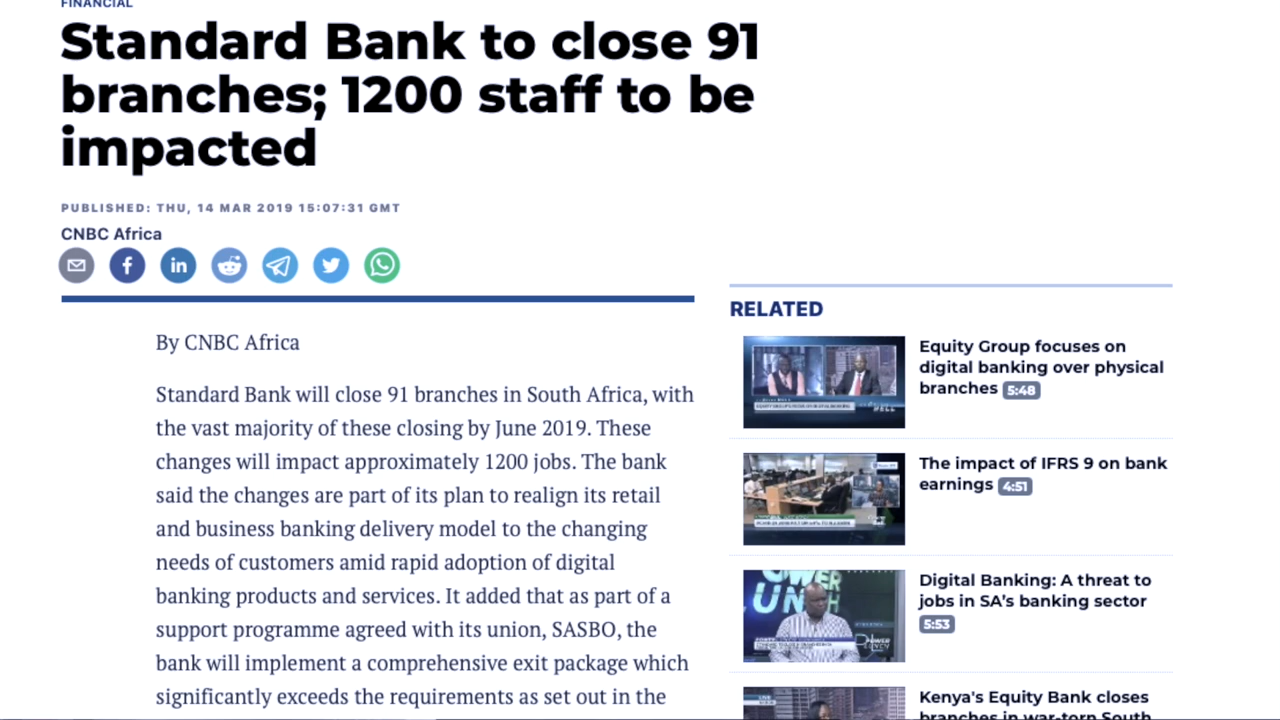 FINANCIAL
Standard Bank to close 91
branches; 1200 staff to be
impacted
PUBLISHED: THU, 14 MAR 2019 15:07:31 GMT
CNBC Africa
By CNBC Africa
Standard Bank will close 91 branches in South Africa, with
the vast majority of these closing by June 2019. These
changes will impact approximately 1200 jobs. The bank
said the changes are part of its plan to realign its retail
and business banking delivery model to the changing
needs of customers amid rapid adoption of digital
banking products and services. It added that as part of a
support programme agreed with its union, SASBO, the
bank will implement a comprehensive exit package which
significantly exceeds the requirements as set out in the
RELATED
Equity Group focuses on
digital banking over physical
branches 5:48
The impact of IFRS 9 on bank
earnings 4:51
Digital Banking: A threat to
jobs in SA's banking sector
5:53
Kenya's Equity Bank closes
branches in war-torn South